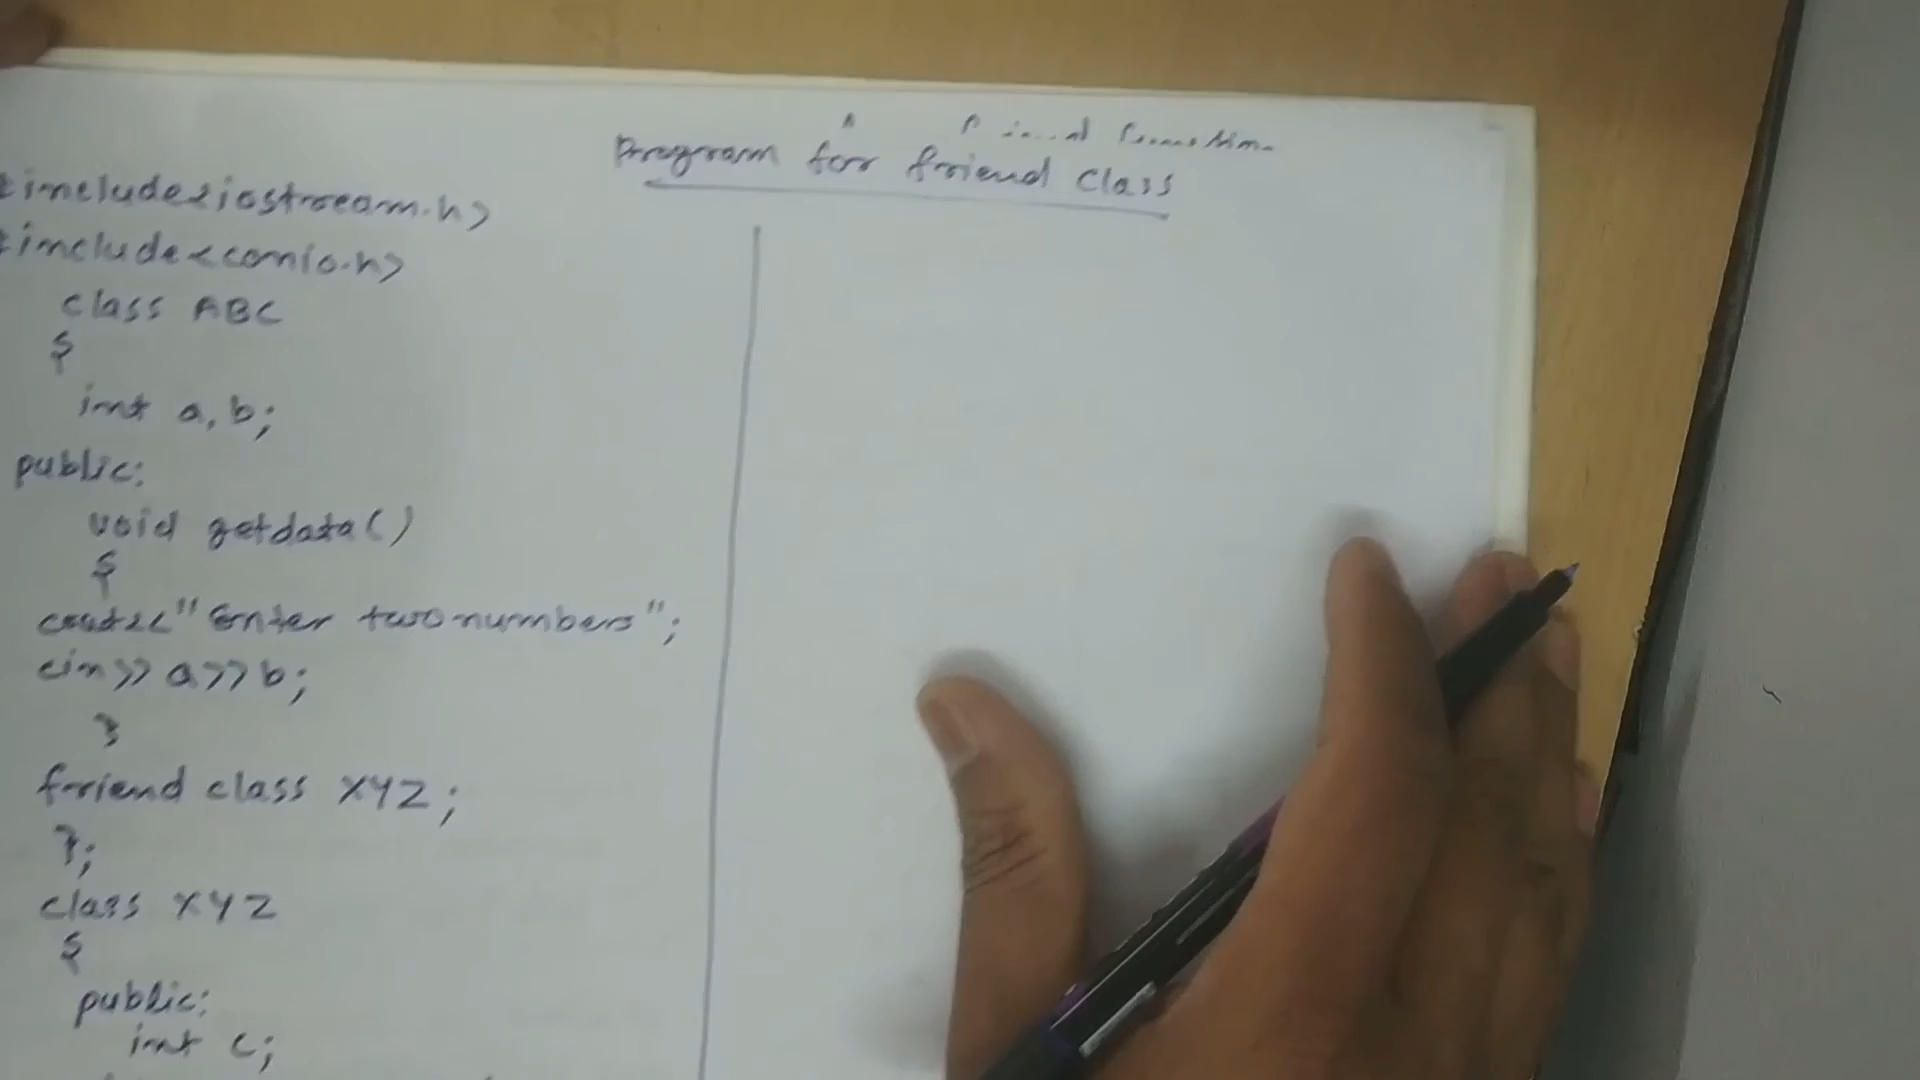 Program for friend class
#include<iostream.h>
#include<conio.h>
class ABC
{
int a, b;
public:
void getdata()
{
cout<<"Enter two numbers";
cin>>a>>b;
}
friend class XYZ;
};
class XYZ
{
public:
int c;